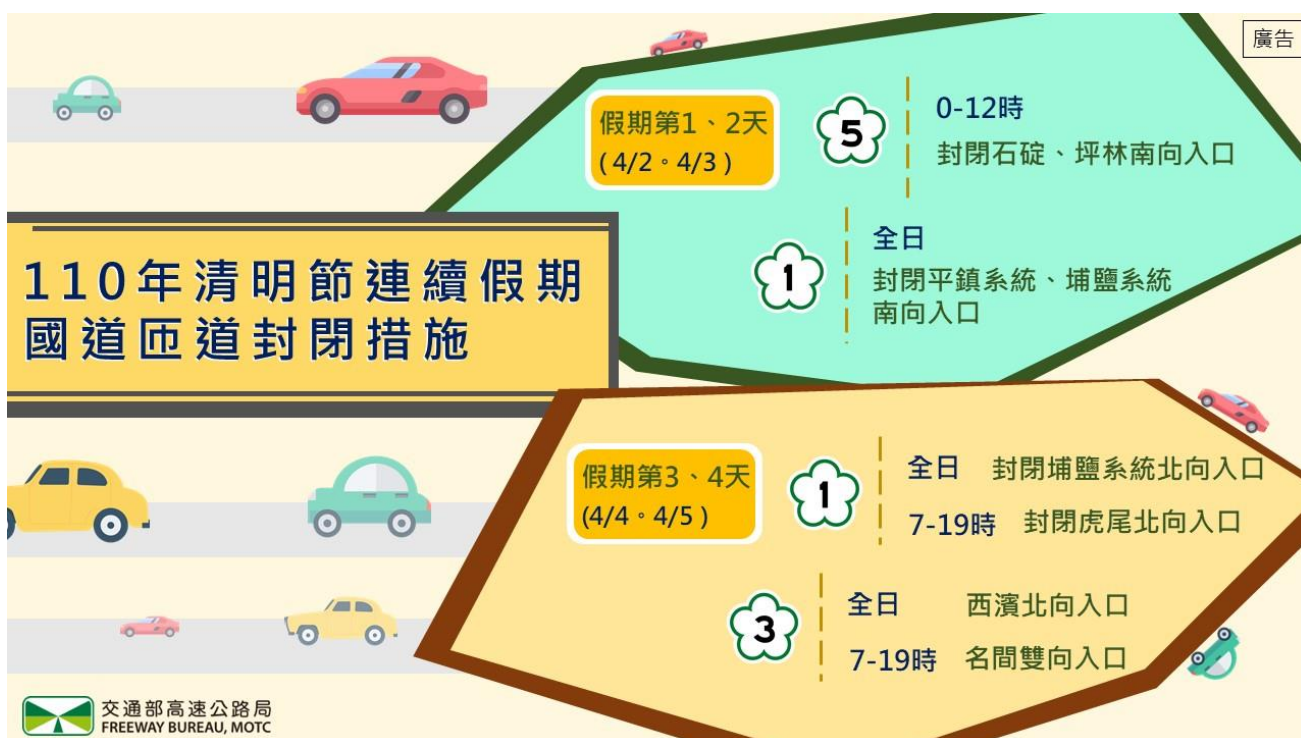 廣告
110年清明節連續假期
國道匝道封閉措施
假期第1、2天
(4/2。4/3)
5
0-12時
封閉石碇、坪林南向入口
1
全日
封閉平鎮系統、埔鹽系統
南向入口
假期第3、4天
(4/4。4/5)
1
全日 封閉埔鹽系統北向入口
7-19時 封閉虎尾北向入口
3
全日 西濱北向入口
7-19時 名間雙向入口
交通部高速公路局
FREEWAY BUREAU, MOTC